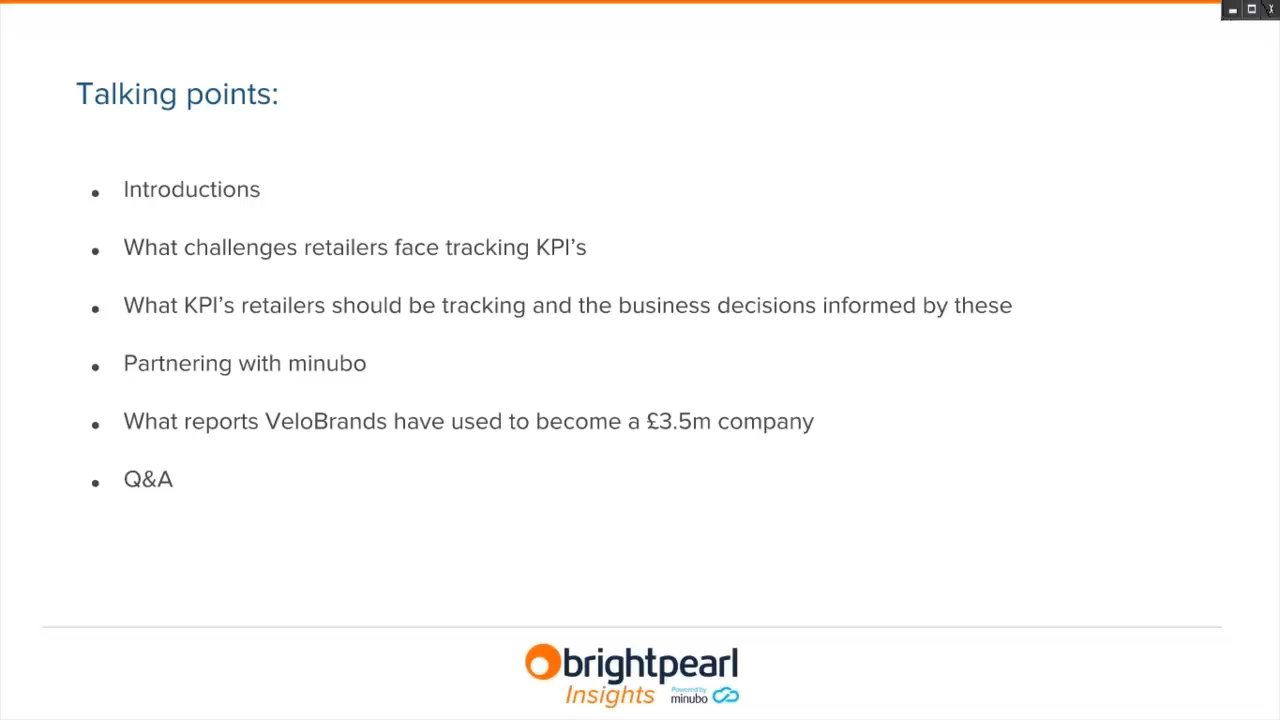 Talking points:
Introductions
What challenges retailers face tracking KPI’s
What KPI’s retailers should be tracking and the business decisions informed by these
Partnering with minubo
What reports VeloBrands have used to become a £3.5m company
Q&A
brightpearl
Insights
Powered by
minubo